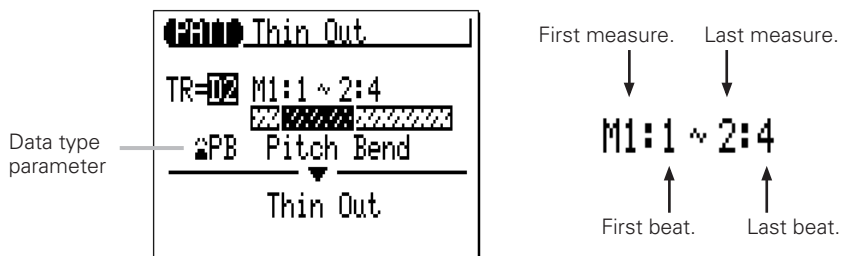 PATT Thin Out
TR=D2 M1:1 ~ 2:4
PB Pitch Bend
Thin Out
Data type
parameter
First measure. Last measure.
M1:1 ~ 2:4
First beat. Last beat.